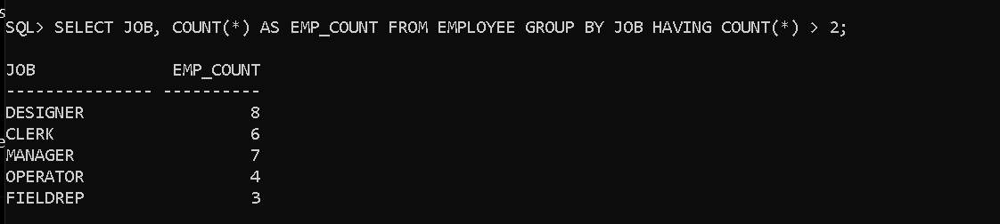 s
SQL> SELECT JOB, COUNT(*) AS EMP_COUNT FROM EMPLOYEE GROUP BY JOB HAVING COUNT(*) > 2;
JOB EMP_COUNT
--------------- ----------
DESIGNER 8
CLERK 6
e
MANAGER 7
OPERATOR 4
FIELDREP 3